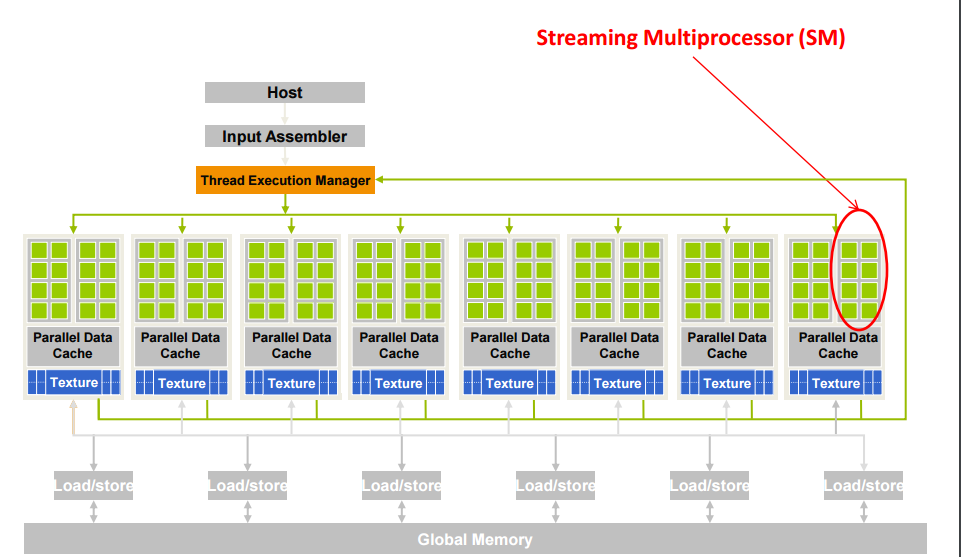 Streaming Multiprocessor (SM)
Host
Input Assembler
Thread Execution Manager
Parallel Data
Cache
Parallel Data
Cache
Parallel Data
Cache
Parallel Data
Cache
Parallel Data
Cache
Parallel Data
Cache
Parallel Data
Cache
Parallel Data
Cache
Texture
Texture
Texture
Texture
Texture
Texture
Texture
Texture
Load/store
Load/store
Load/store
Load/store
Load/store
Load/store
Global Memory